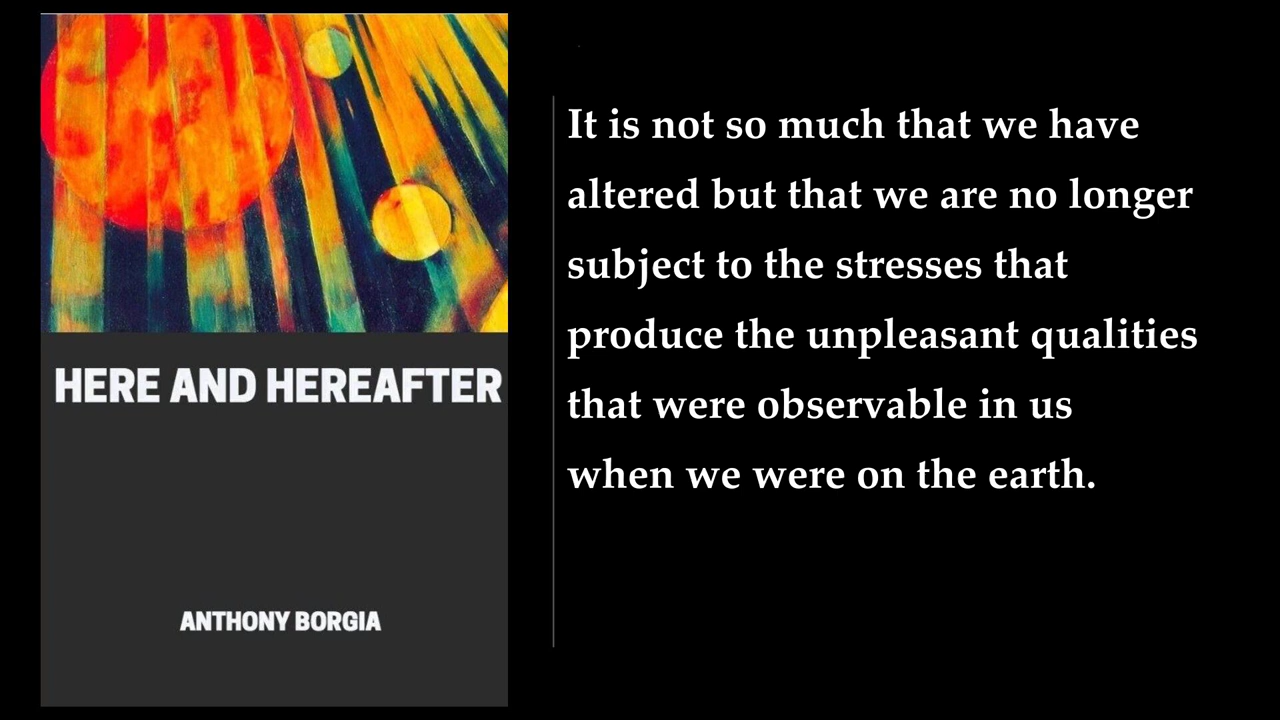 HERE AND HEREAFTER
ANTHONY BORGIA
It is not so much that we have
altered but that we are no longer
subject to the stresses that
produce the unpleasant qualities
that were observable in us
when we were on the earth.